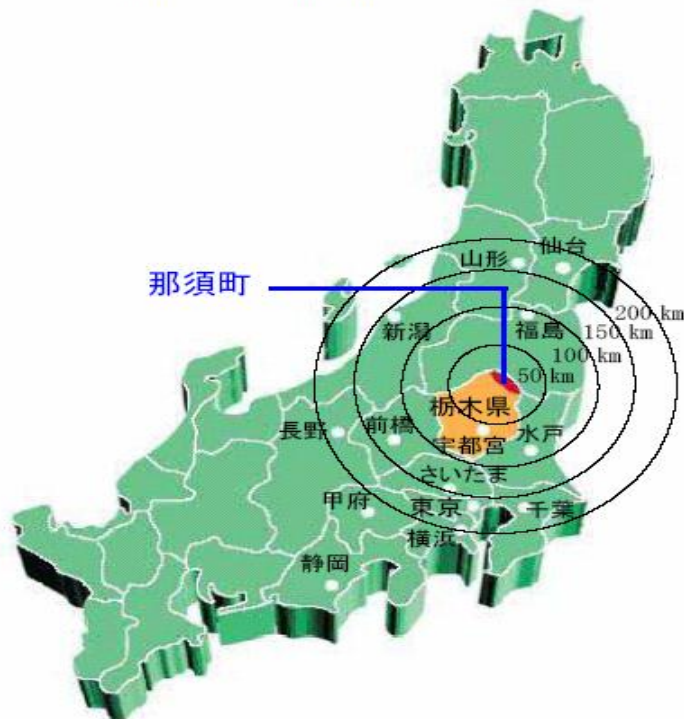 仙台
山形
那須町
200 km
新潟
福島
150 km
100 km
50 km
栃木県
長野
前橋
宇都宮
水戸
さいたま
甲府
東京
千葉
横浜
静岡